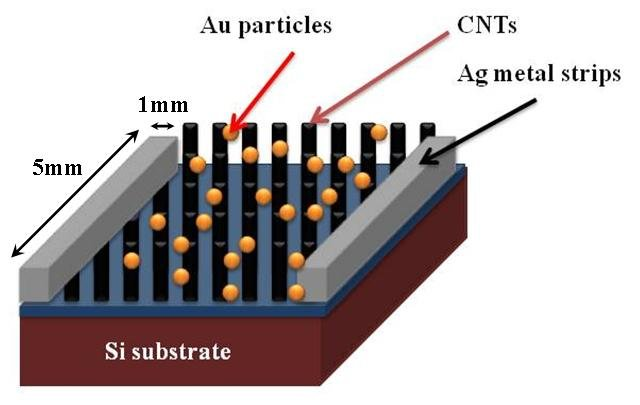 Au particles
CNTs
Ag metal strips
1mm
5mm
Si substrate